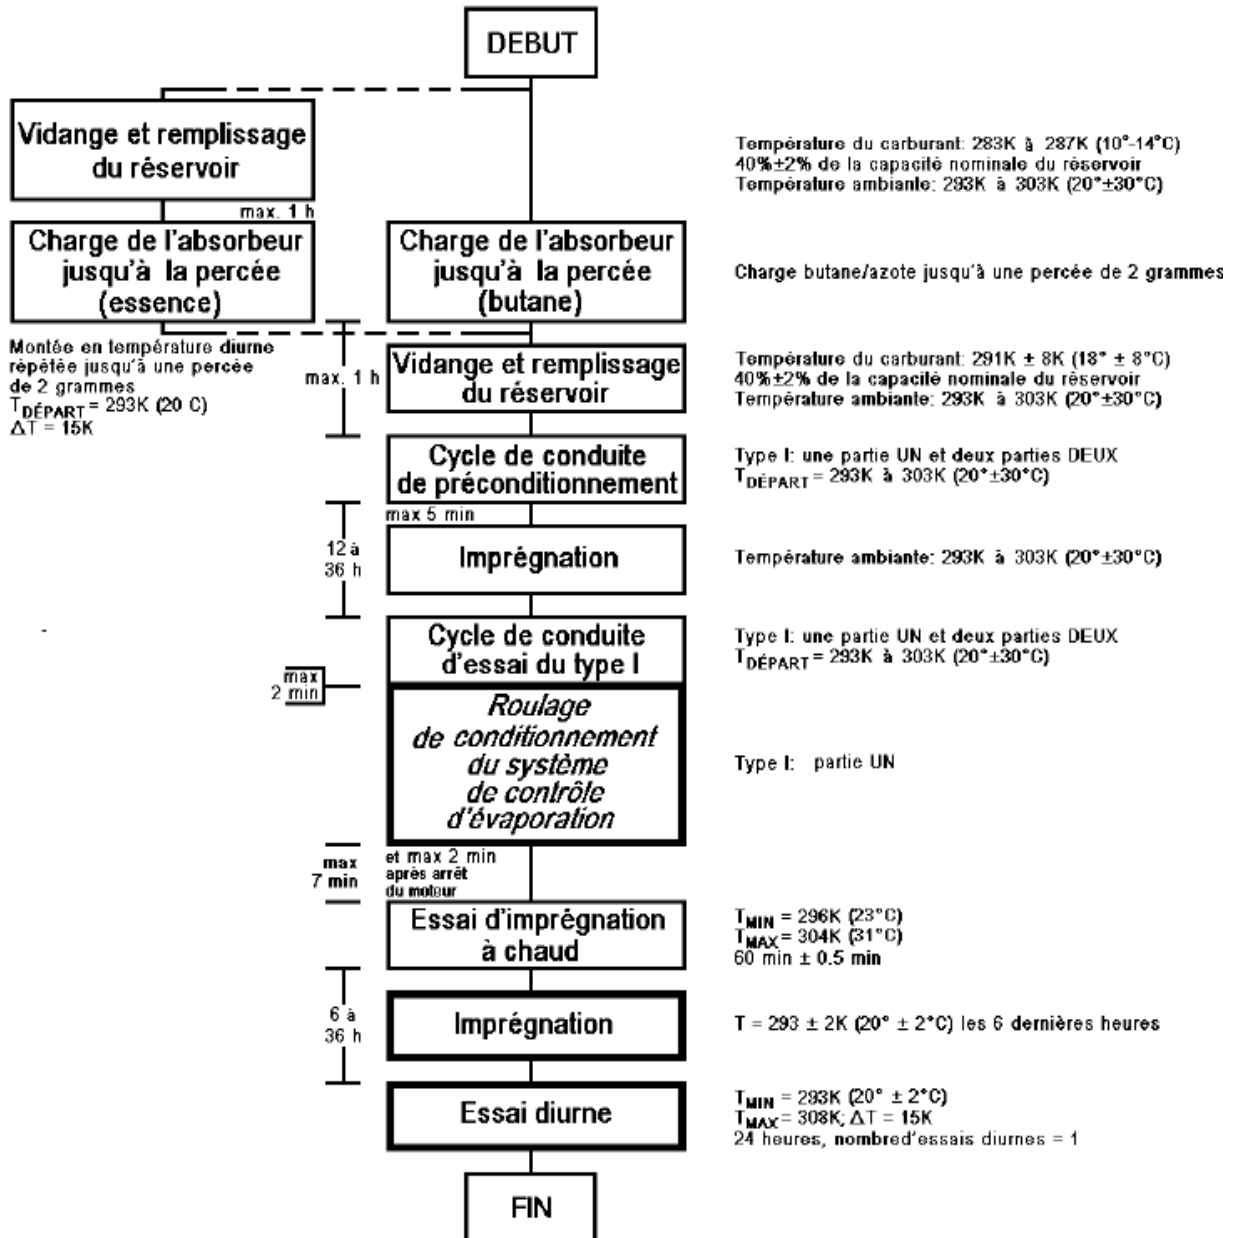 DEBUT
Vidange et remplissage
du réservoir
Température du carburant: 283K à 287K (10°-14°C)
40%±2% de la capacité nominale du réservoir
Température ambiante: 293K à 303K (20°±30°C)
max. 1 h
Charge de l'absorbeur
jusqu'à la percée
(essence)
Charge de l'absorbeur
jusqu'à la percée
(butane)
Charge butane/azote jusqu'à une percée de 2 grammes
Montée en température diurne
répétée jusqu'à une percée
de 2 grammes
TDÉPART = 293K (20 C)
ΔT = 15K
max. 1 h
Vidange et remplissage
du réservoir
Température du carburant: 291K ± 8K (18° ± 8°C)
40%±2% de la capacité nominale du réservoir
Température ambiante: 293K à 303K (20°±30°C)
Cycle de conduite
de préconditionnement
Type I: une partie UN et deux parties DEUX
TDÉPART = 293K à 303K (20°±30°C)
max 5 min
12 à
36 h
Imprégnation
Température ambiante: 293K à 303K (20°±30°C)
Cycle de conduite
d'essai du type I
Type I: une partie UN et deux parties DEUX
TDÉPART = 293K à 303K (20°±30°C)
max
2 min
Roulage
de conditionnement
du système
de contrôle
d'évaporation
Type I: partie UN
max
7 min
et max 2 min
après arrêt
du moteur
Essai d'imprégnation
à chaud
TMIN = 296K (23°C)
TMAX = 304K (31°C)
60 min ± 0.5 min
6 à
36 h
Imprégnation
T = 293 ± 2K (20° ± 2°C) les 6 dernières heures
Essai diurne
TMIN = 293K (20° ± 2°C)
TMAX = 308K; ΔT = 15K
24 heures, nombred'essais diurnes = 1
FIN